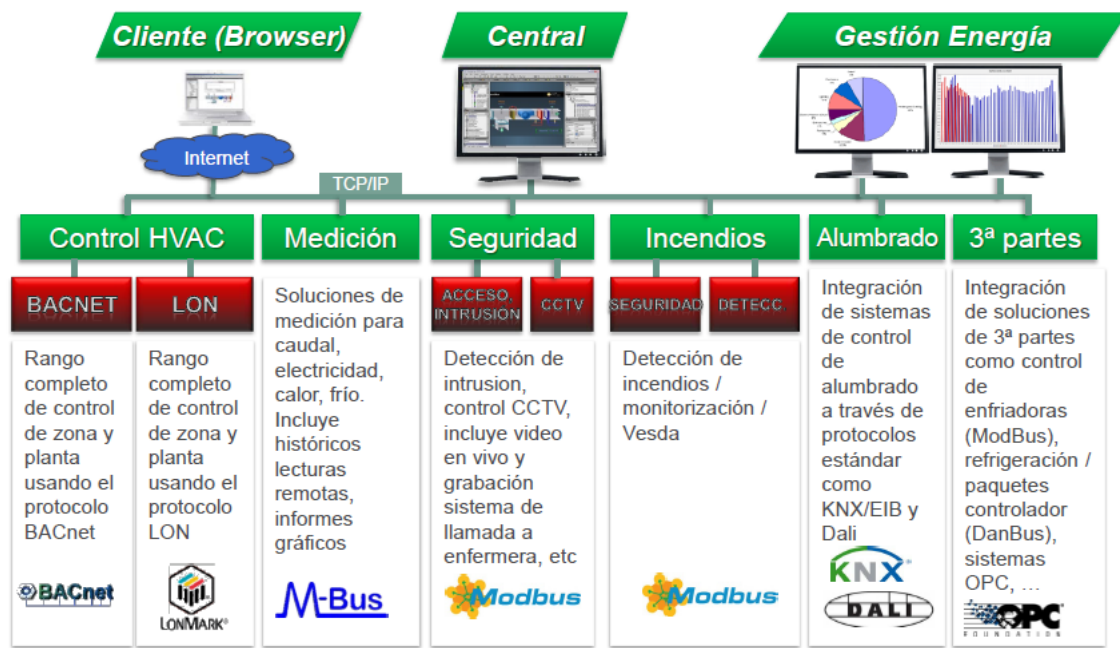 Cliente (Browser)
Central
Gestión Energía
Internet
TCP/IP
Control HVAC
Medición
Seguridad
Incendios
Alumbrado
3ª partes
BACNET
LON
ACCESO,
INTRUSIÓN
CCTV
SEGURIDAD
DETECC.
Rango
completo
de control
de zona y
planta
usando el
protocolo
BACnet
BACnet
Rango
completo
de control
de zona y
planta
usando el
protocolo
LON
LONMARK®
Soluciones de
medición para
caudal,
electricidad,
calor, frío.
Incluye
históricos
lecturas
remotas,
informes
gráficos
M-Bus
Detección de
intrusion,
control CCTV,
incluye video
en vivo y
grabación
sistema de
llamada a
enfermera, etc
Modbus
Detección de
incendios /
monitorización /
Vesda
Modbus
Integración
de sistemas
de control
de
alumbrado
a través de
protocolos
estándar
como
KNX/EIB y
Dali
KNX
DALI
Integración
de soluciones
de 3ª partes
como control
de
enfriadoras
(ModBus),
refrigeración /
paquetes
controlador
(DanBus),
sistemas
OPC, …
OPC
FOUNDATION